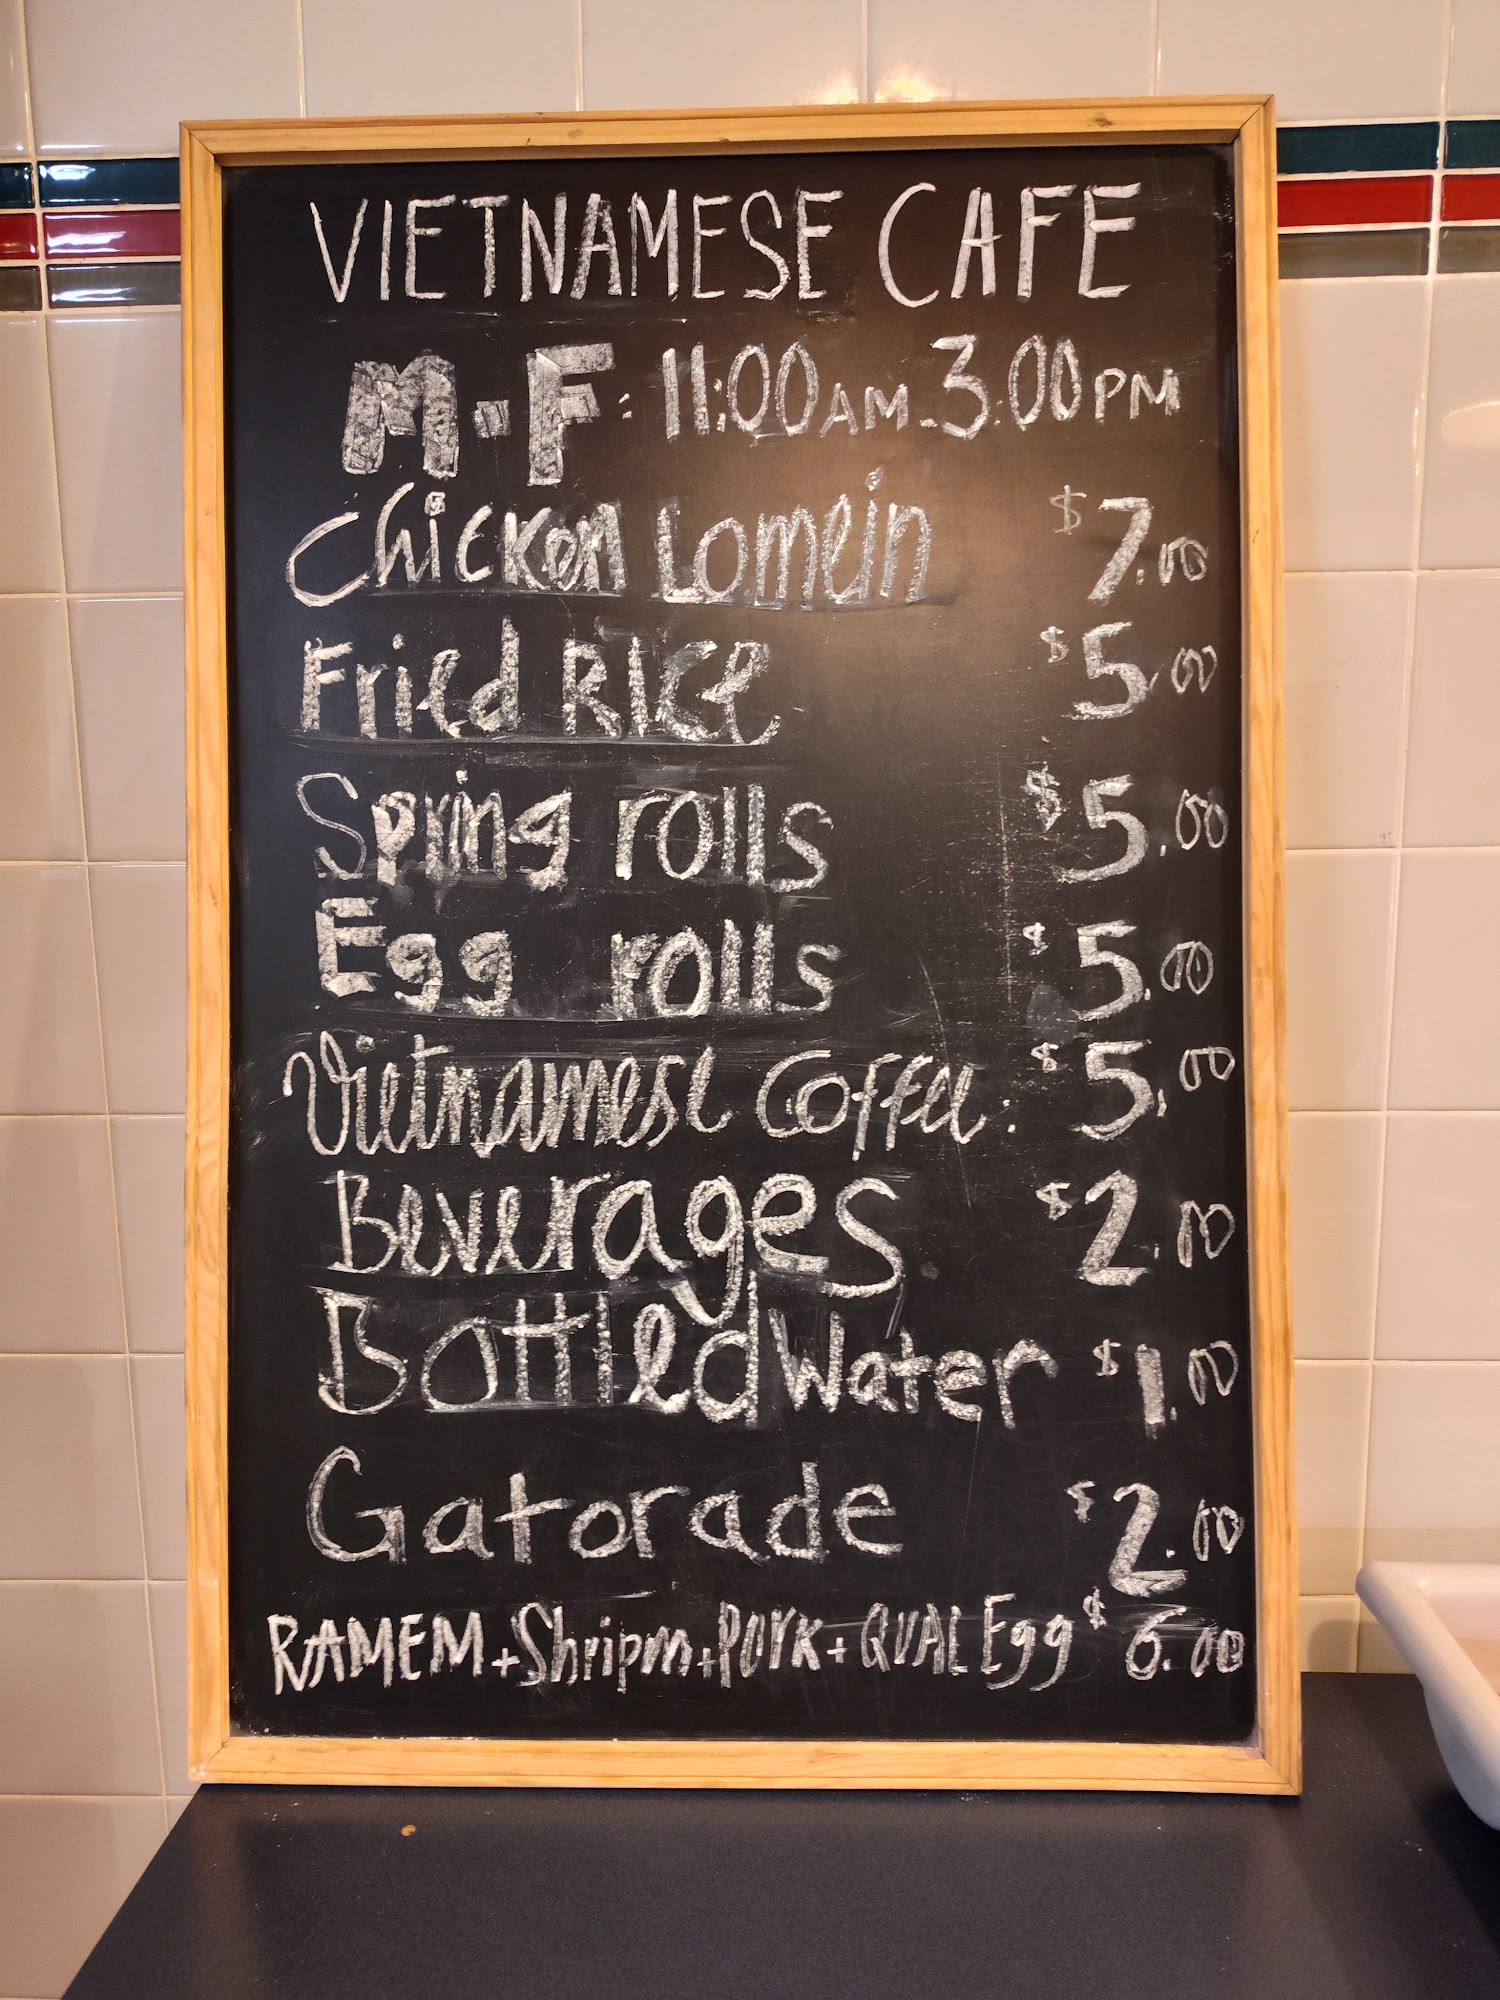 VIETNAMESE CAFE
M-F: 11:00AM-3:00PM
Chicken Lomein $7.00
Fried RICe $5.00
Spring rolls $5.00
Egg rolls $5.00
Vietnamese Coffee. $5.00
Beverages $2.00
Bottled Water $1.00
Gatorade $2.00
RAMEM+Shripm+PORK+QUAL Egg $6.00